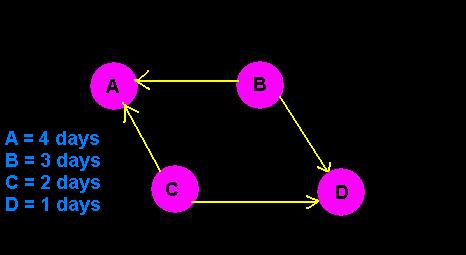 A
B
A = 4 days
B = 3 days
C = 2 days
D = 1 days
C
D